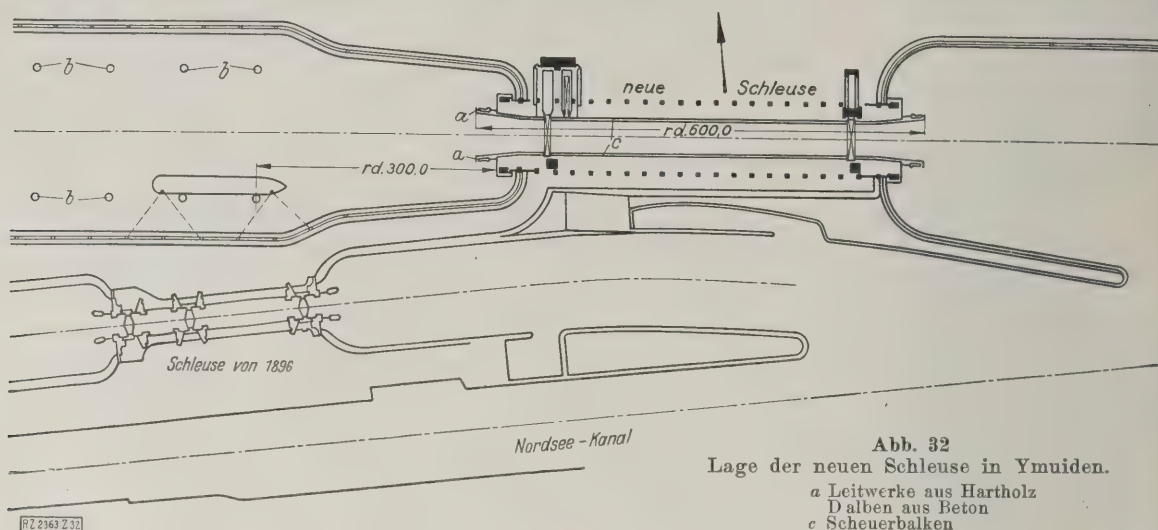 b
b
neue Schleuse
a
rd.600,0
c
a
rd.300,0
b
Schleuse von 1896
Nordsee-Kanal
Abb. 32
Lage der neuen Schleuse in Ymuiden.
a Leitwerke aus Hartholz
Dalben aus Beton
c Scheuerbalken
RZ 2363 Z 32